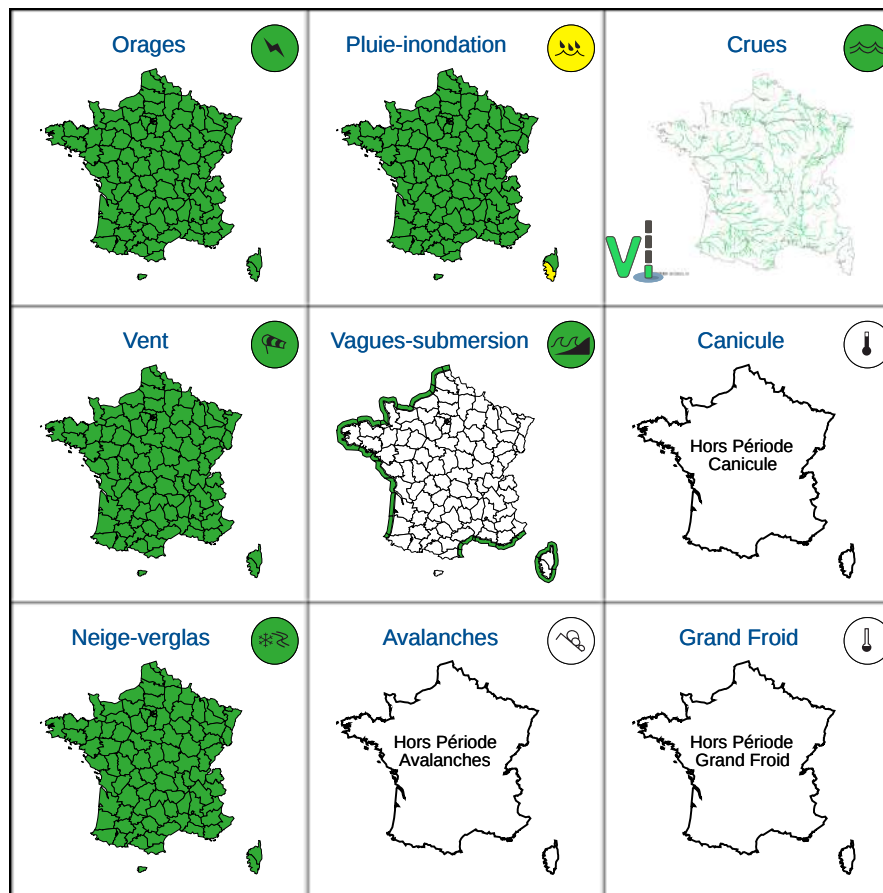 Orages
Pluie-inondation
Crues
Vi
Vent
Vagues-submersion
Canicule
Hors Période
Canicule
Neige-verglas
Avalanches
Grand Froid
Hors Période
Avalanches
Hors Période
Grand Froid